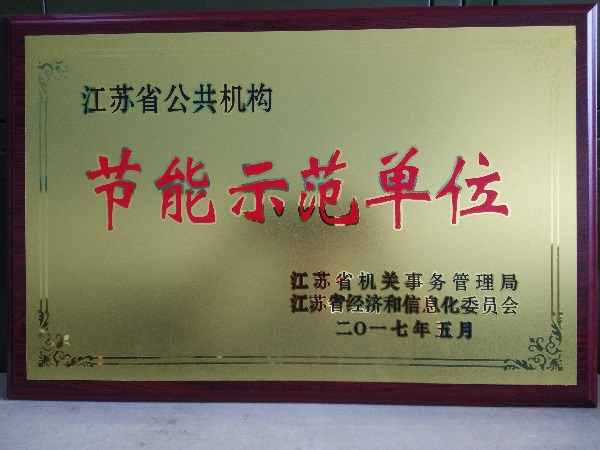 江苏省公共机构
节能示范单位
江苏省机关事务管理局
江苏省经济和信息化委员会
二〇一七年五月